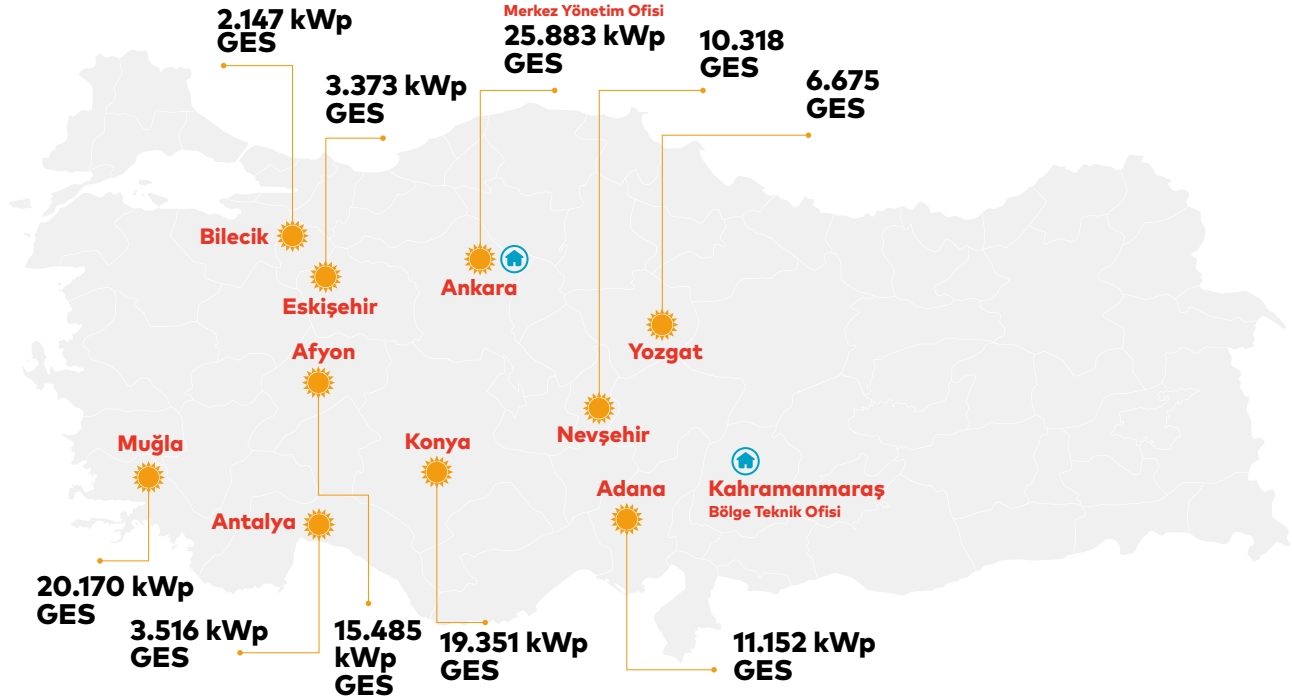 2.147 kWp
GES
Merkez Yönetim Ofisi
25.883 kWp
GES
10.318
GES
3.373 kWp
GES
6.675
GES
Bilecik
Eskişehir
Ankara
Afyon
Yozgat
Muğla
Konya
Nevşehir
Antalya
Adana
Kahramanmaraş
Bölge Teknik Ofisi
20.170 kWp
GES
3.516 kWp
GES
15.485
kWp
GES
19.351 kWp
GES
11.152 kWp
GES